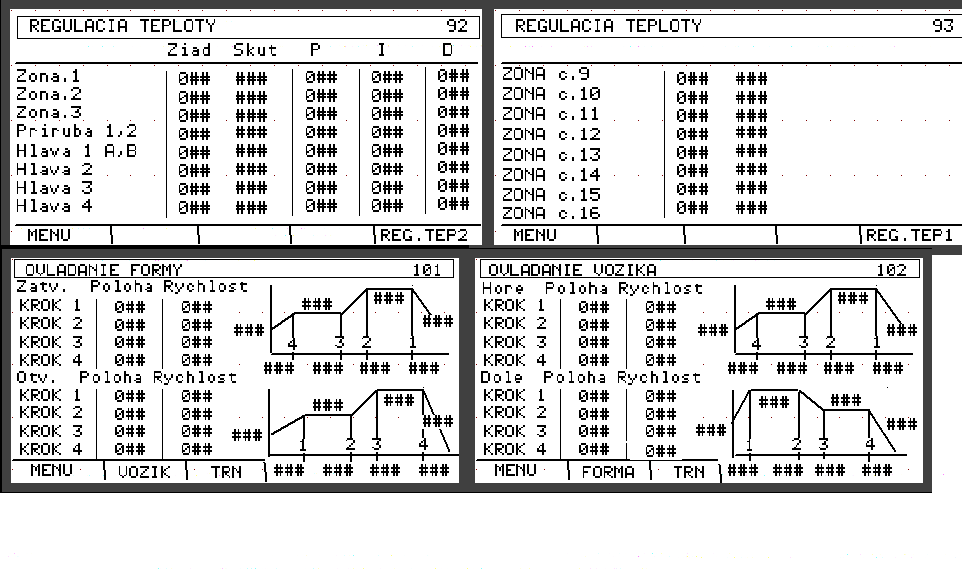 REGULACIA TEPLOTY 92
Ziad Skut P I D
Zona.1 0## ### 0## 0## 0##
Zona.2 0## ### 0## 0## 0##
Zona.3 0## ### 0## 0## 0##
Priruba 1,2 0## ### 0## 0## 0##
Hlava 1 A,B 0## ### 0## 0## 0##
Hlava 2 0## ### 0## 0## 0##
Hlava 3 0## ### 0## 0## 0##
Hlava 4 0## ### 0## 0## 0##
MENU REG.TEP2
REGULACIA TEPLOTY 93
ZONA c.9 0## ###
ZONA c.10 0## ###
ZONA c.11 0## ###
ZONA c.12 0## ###
ZONA c.13 0## ###
ZONA c.14 0## ###
ZONA c.15 0## ###
ZONA c.16 0## ###
MENU REG.TEP1
OVLADANIE FORMY 101
Zatv. Poloha Rychlost
KROK 1 0## 0##
KROK 2 0## 0##
KROK 3 0## 0##
KROK 4 0## 0##
### ### ### ###
4 3 2 1
### ### ### ###
Otv. Poloha Rychlost
KROK 1 0## 0##
KROK 2 0## 0##
KROK 3 0## 0##
KROK 4 0## 0##
### ### ### ###
1 2 3 4
### ### ### ###
MENU VOZIK TRN
OVLADANIE VOZIKA 102
Hore Poloha Rychlost
KROK 1 0## 0##
KROK 2 0## 0##
KROK 3 0## 0##
KROK 4 0## 0##
### ### ### ###
4 3 2 1
### ### ### ###
Dole Poloha Rychlost
KROK 1 0## 0##
KROK 2 0## 0##
KROK 3 0## 0##
KROK 4 0## 0##
### ### ### ###
1 2 3 4
### ### ### ###
MENU FORMA TRN